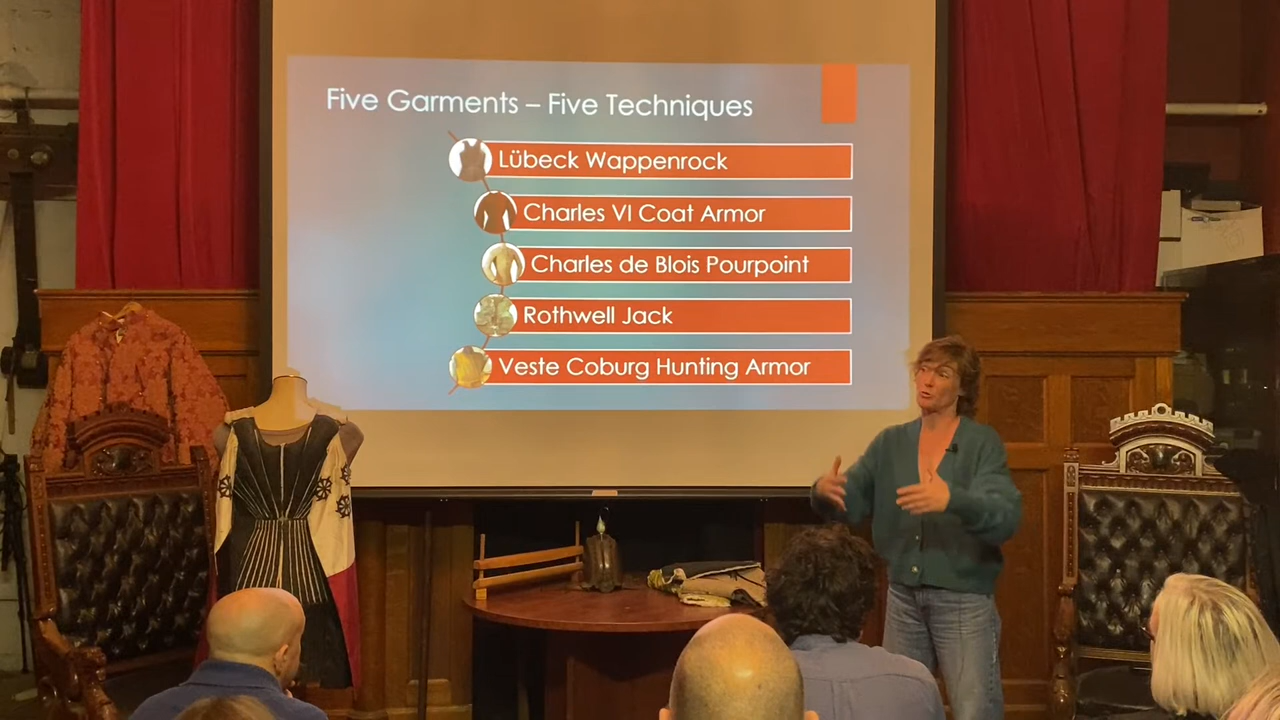 Five Garments – Five Techniques
Lübeck Wappenrock
Charles VI Coat Armor
Charles de Blois Pourpoint
Rothwell Jack
Veste Coburg Hunting Armor